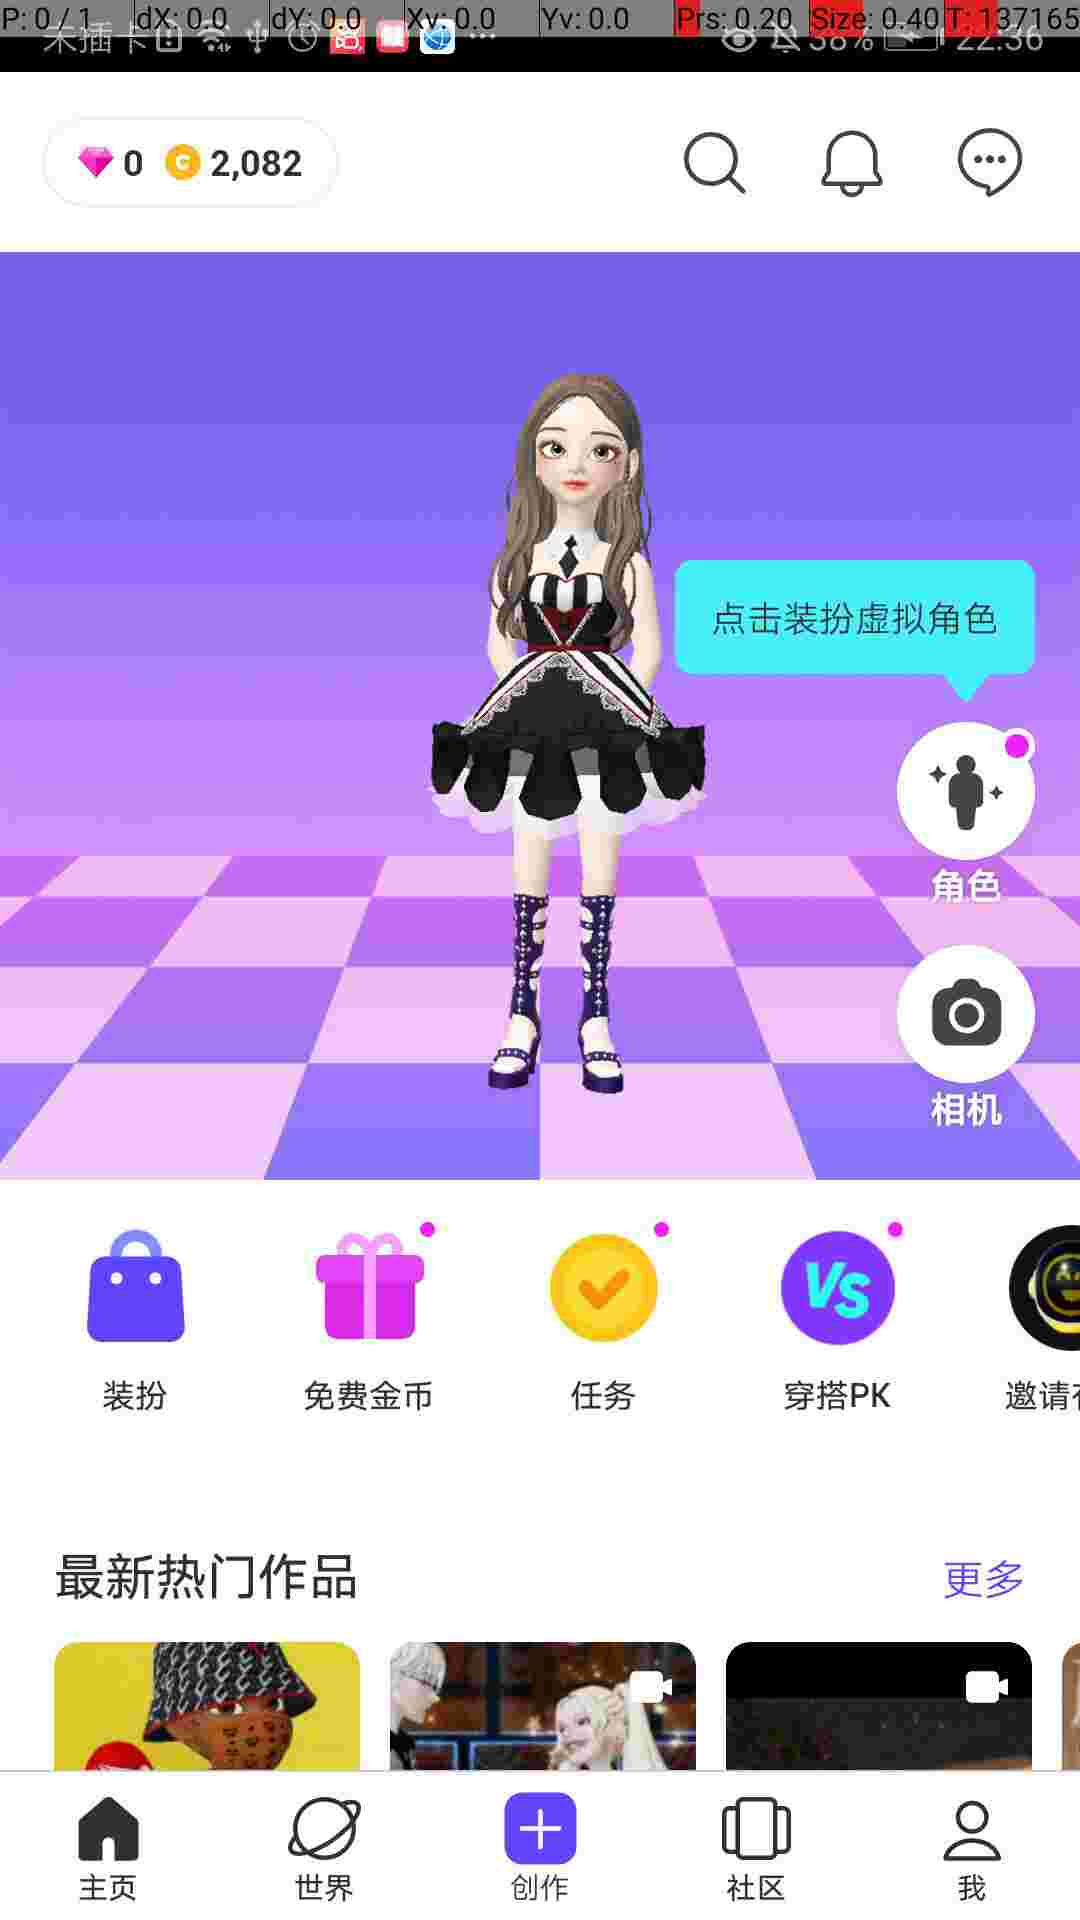 P: 0 / 1 dX: 0.0 dY: 0.0 Xv: 0.0 Yv: 0.0 Prs: 0.20 Size: 0.40 T: 137165
未插卡 38% 22:36
0 2,082
点击装扮虚拟角色
角色
相机
VS
装扮 免费金币 任务 穿搭PK 邀请
最新热门作品 更多
主页 世界 创作 社区 我